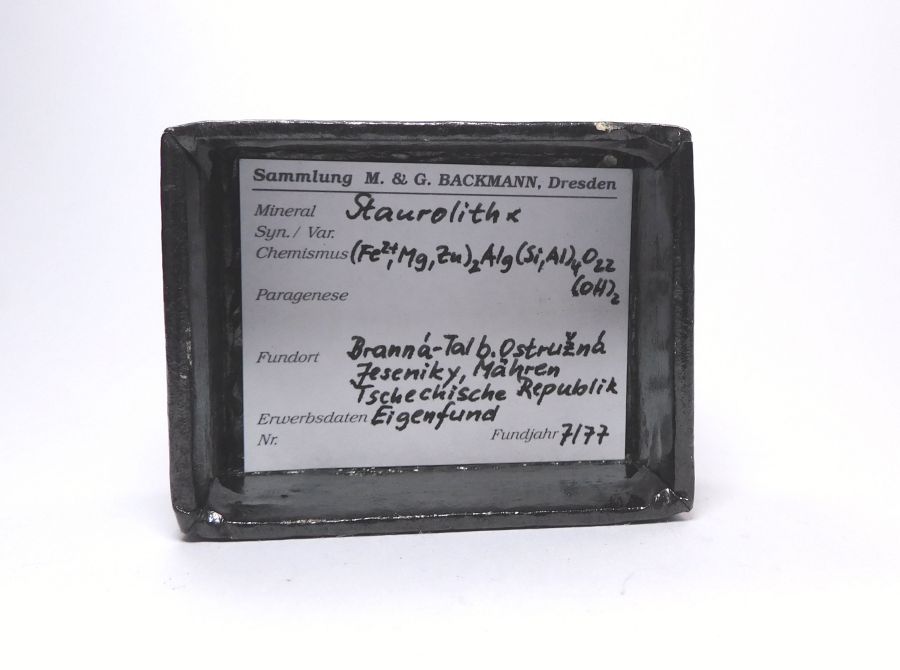 Sammlung M. & G. BACKMANN, Dresden
Mineral Staurolith x
Syn./ Var.
Chemismus (Fe²⁺, Mg, Zn)₂Al₉(Si,Al)₄O₂₂
(OH)₂
Paragenese
Fundort Branná-Tal b. Ostružná
Jeseniky, Mähren
Tschechische Republik
Erwerbsdaten Eigenfund
Nr. Fundjahr 7/77